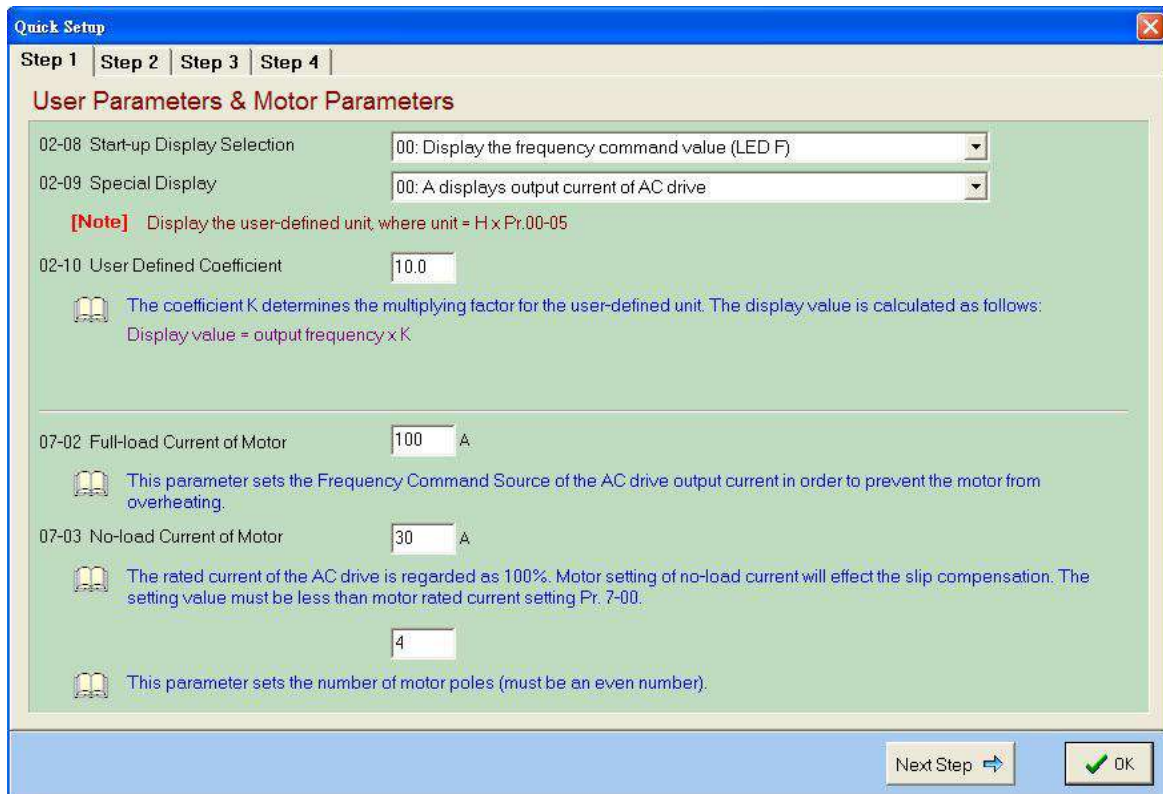 Quick Setup
Step 1 Step 2 Step 3 Step 4
User Parameters & Motor Parameters
02-08 Start-up Display Selection 00: Display the frequency command value (LED F)
02-09 Special Display 00: A displays output current of AC drive
[Note] Display the user-defined unit, where unit = H x Pr.00-05
02-10 User Defined Coefficient 10.0
The coefficient K determines the multiplying factor for the user-defined unit. The display value is calculated as follows:
Display value = output frequency x K
07-02 Full-load Current of Motor 100 A
This parameter sets the Frequency Command Source of the AC drive output current in order to prevent the motor from
overheating.
07-03 No-load Current of Motor 30 A
The rated current of the AC drive is regarded as 100%. Motor setting of no-load current will effect the slip compensation. The
setting value must be less than motor rated current setting Pr. 7-00.
4
This parameter sets the number of motor poles (must be an even number).
Next Step OK